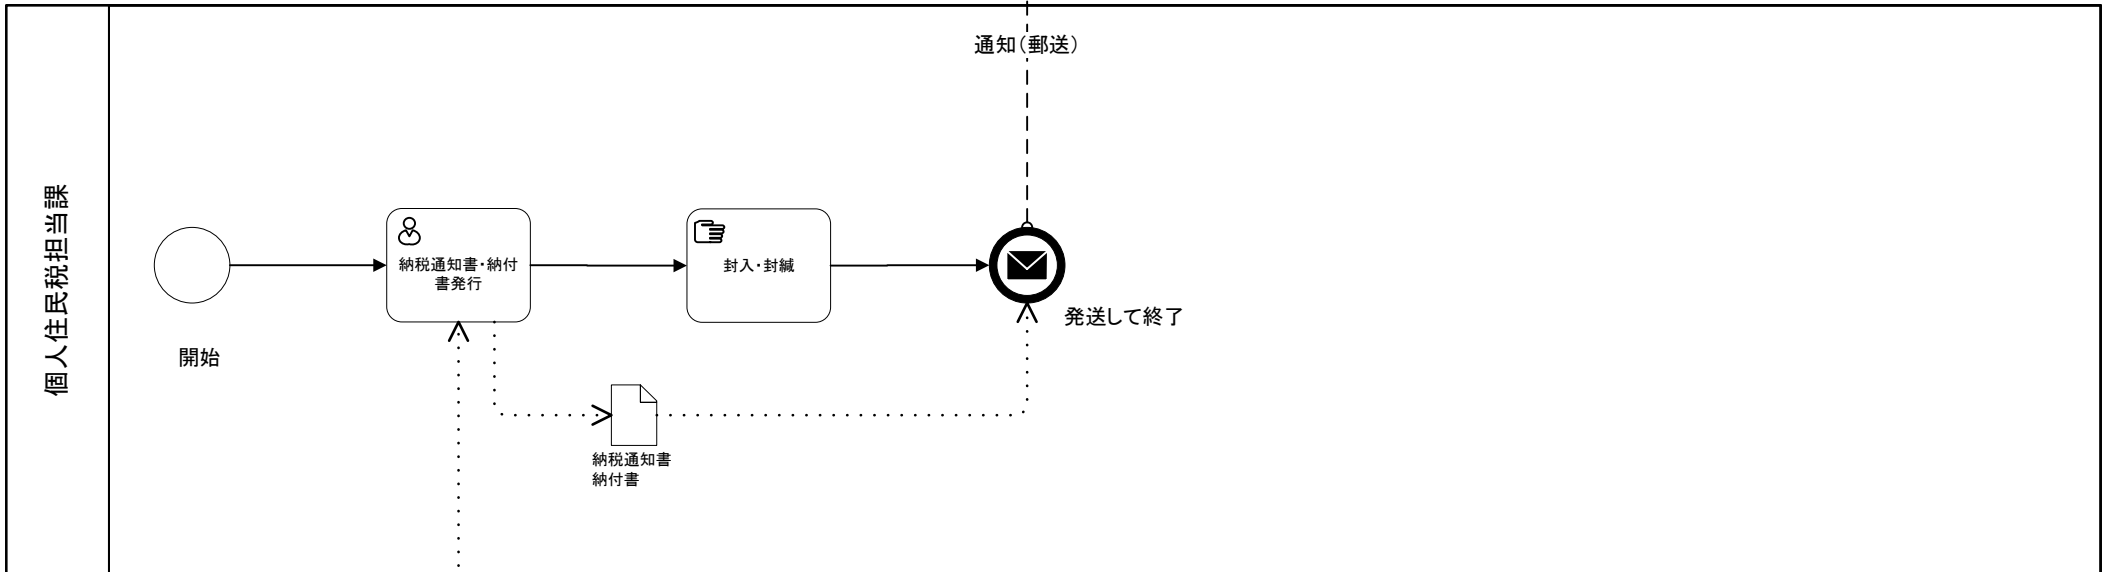 通知(郵送)
個人住民税担当課
納税通知書・納付
書発行
封入・封緘
発送して終了
開始
納税通知書
納付書